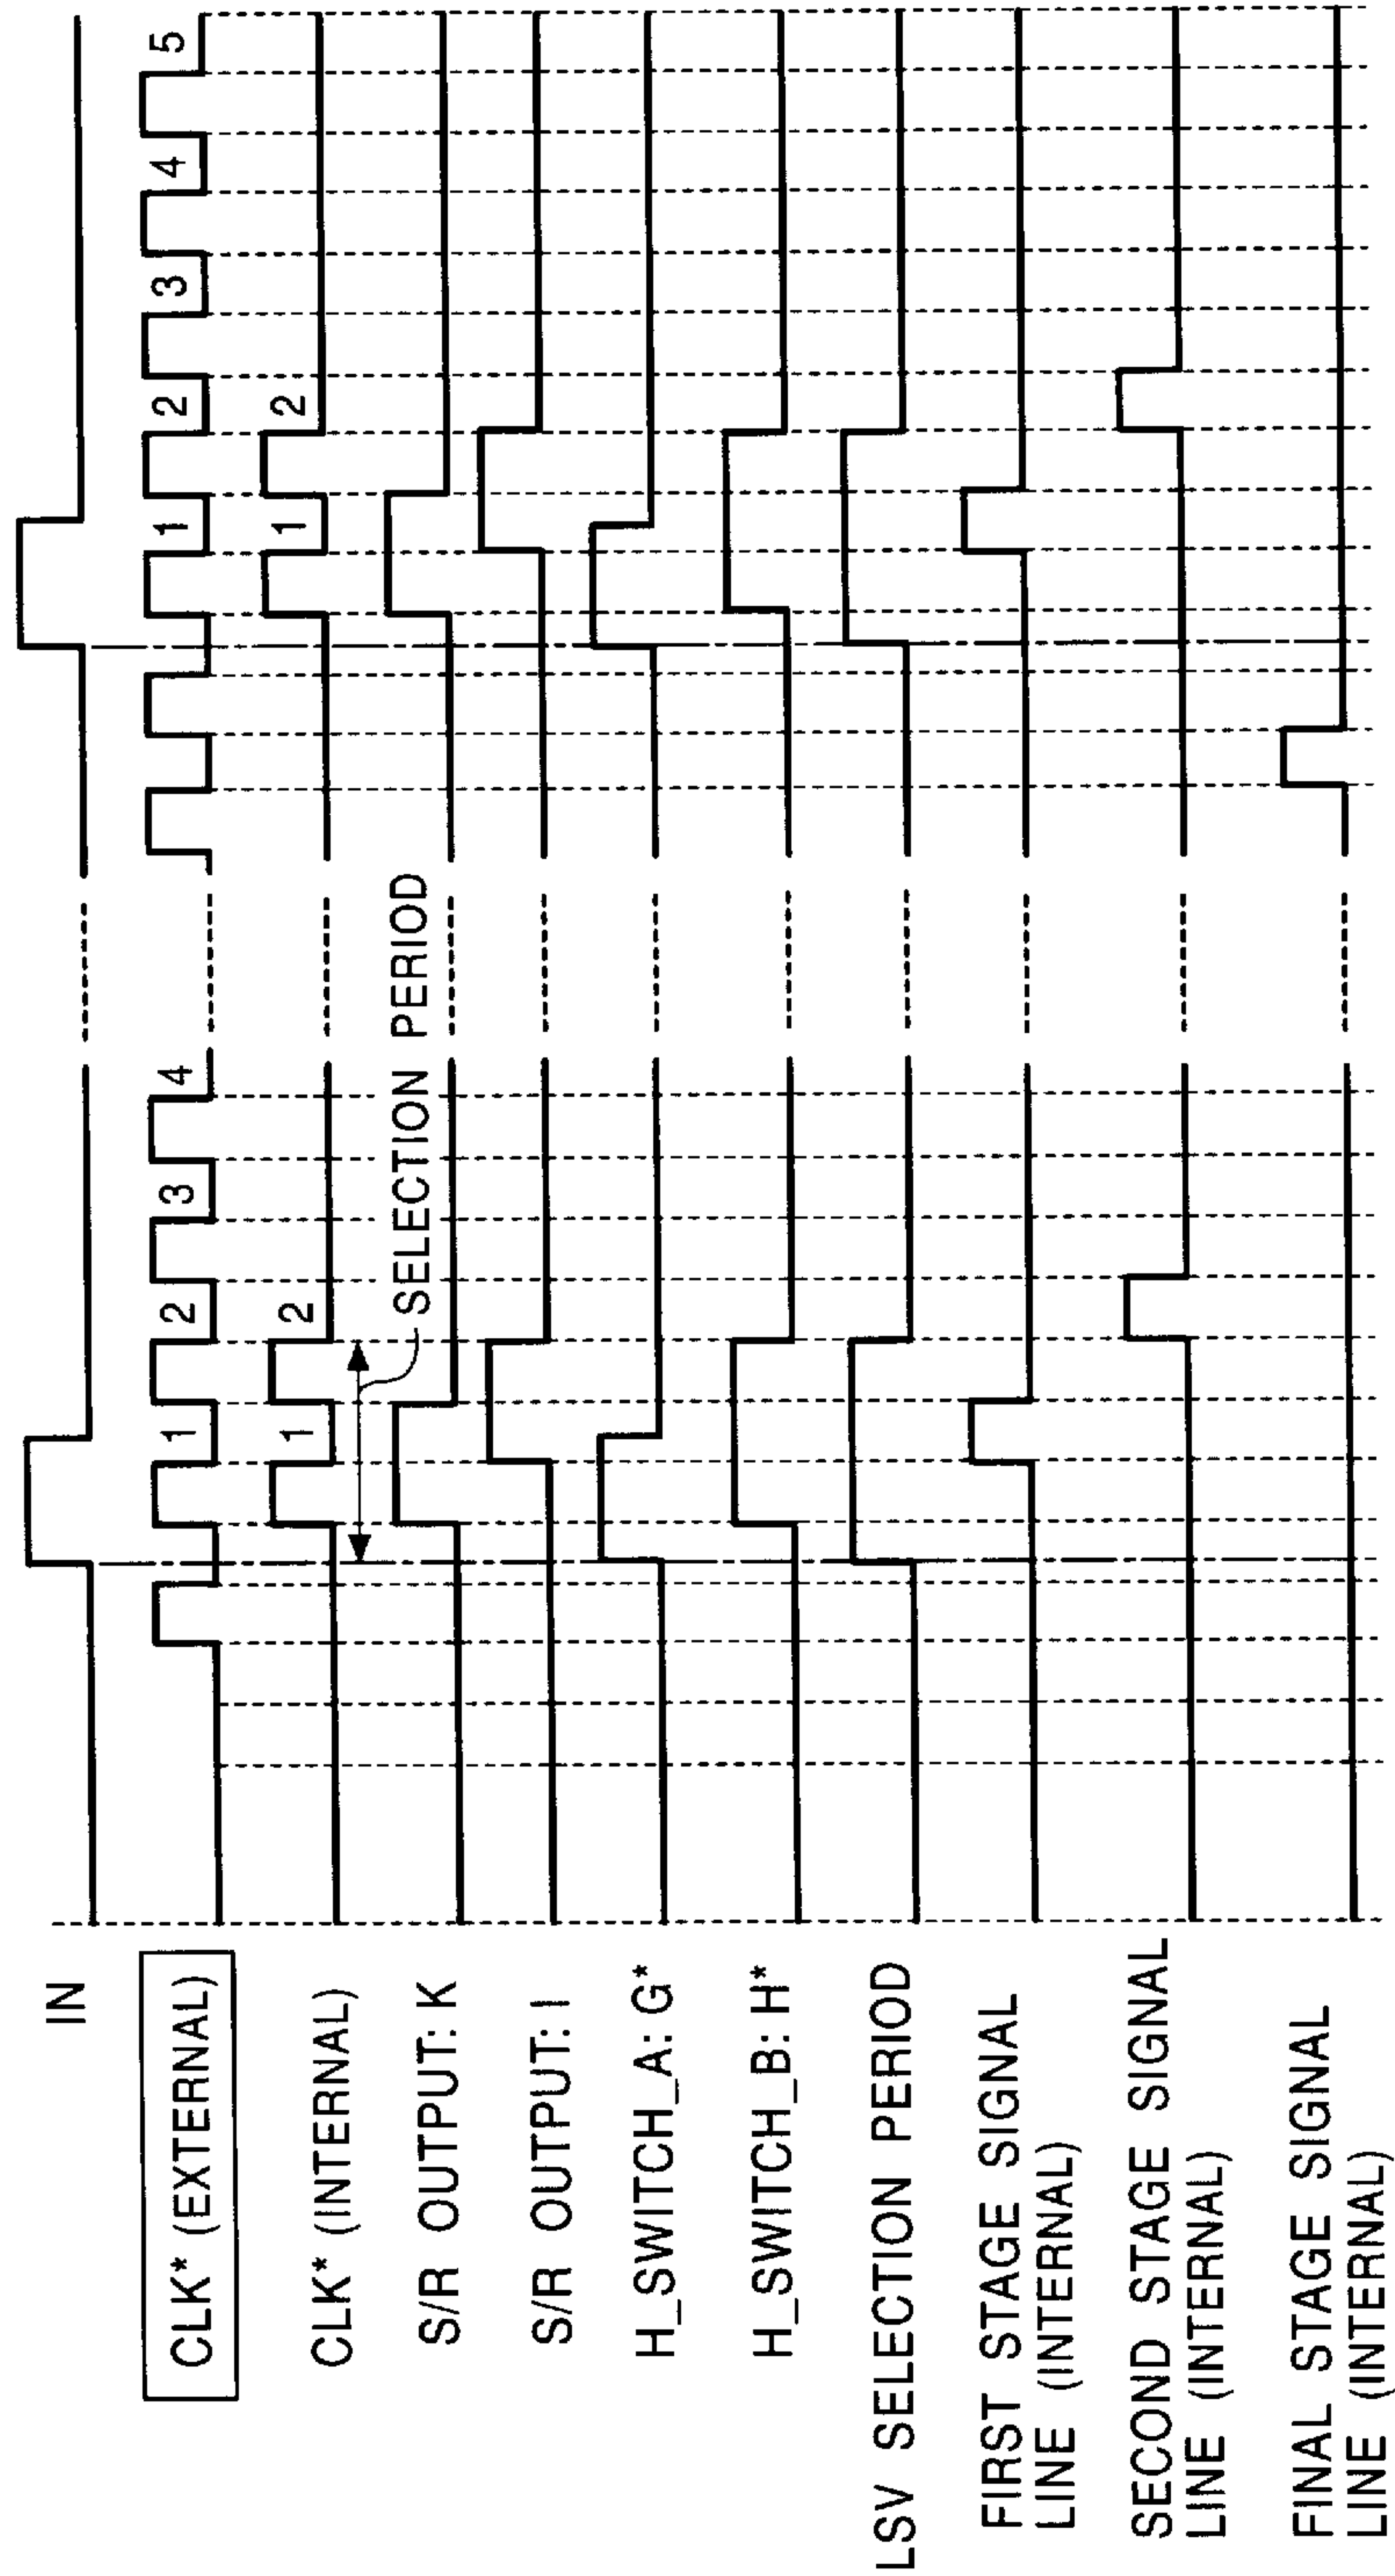 IN
CLK* (EXTERNAL)
1 2 3 4 1 2 3 4 5
CLK* (INTERNAL)
1 2 1 2
SELECTION PERIOD
S/R OUTPUT: K
S/R OUTPUT: I
H_SWITCH_A: G*
H_SWITCH_B: H*
LSV SELECTION PERIOD
FIRST STAGE SIGNAL
LINE (INTERNAL)
SECOND STAGE SIGNAL
LINE (INTERNAL)
FINAL STAGE SIGNAL
LINE (INTERNAL)